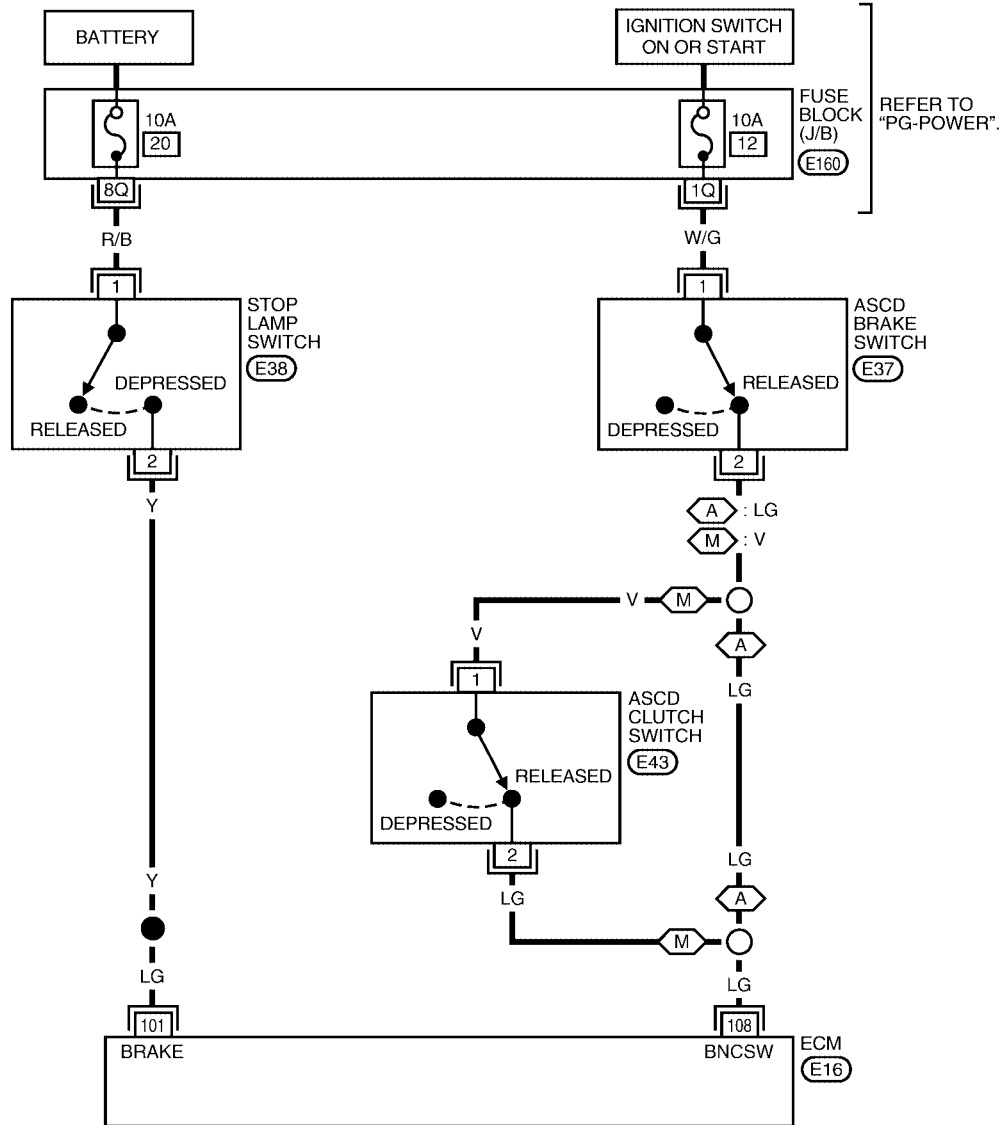 BATTERY
IGNITION SWITCH
ON OR START
10A
20
10A
12
FUSE
BLOCK
(J/B)
E160
REFER TO
"PG-POWER".
8Q
1Q
R/B
W/G
1
1
STOP
LAMP
SWITCH
E38
DEPRESSED
RELEASED
ASCD
BRAKE
SWITCH
E37
RELEASED
DEPRESSED
2
2
Y
A : LG
M : V
V
M
V
A
LG
1
ASCD
CLUTCH
SWITCH
E43
RELEASED
DEPRESSED
2
LG
LG
Y
A
M
LG
LG
101
108
BRAKE
BNCSW
ECM
E16